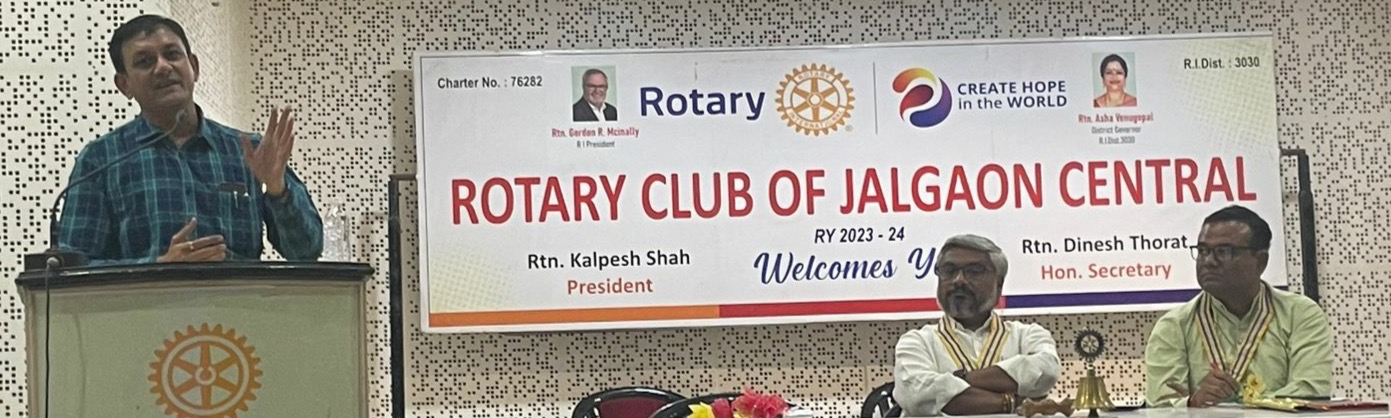 Charter No. : 76282
R.I.Dist. : 3030
Rotary
ROTARY
INTERNATIONAL
CREATE HOPE
in the WORLD
Rtn. Gordon R. Mcinally
R I President
Rtn. Asha Venugopal
District Governor
R.I.Dist 3030
ROTARY CLUB OF JALGAON CENTRAL
RY 2023 - 24
Welcomes
Rtn. Kalpesh Shah
President
Rtn. Dinesh Thorat
Hon. Secretary